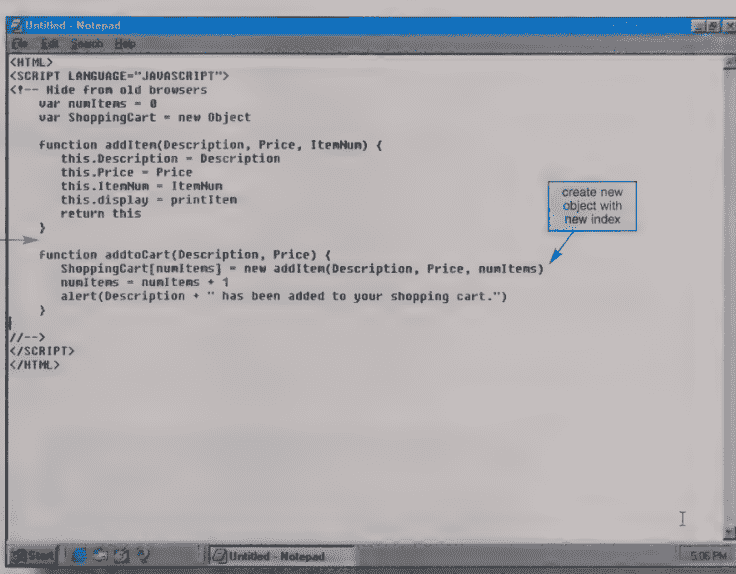 Untitled - Notepad
File Edit Search Help
<HTML>
<SCRIPT LANGUAGE="JAVASCRIPT">
<!-- Hide from old browsers
var numItems = 0
var ShoppingCart = new Object
function addItem(Description, Price, ItemNum) {
this.Description = Description
this.Price = Price
this.ItemNum = ItemNum
this.display = printItem
return this
}
function addtoCart(Description, Price) {
ShoppingCart[numItems] = new addItem(Description, Price, numItems)
numItems = numItems + 1
alert(Description + " has been added to your shopping cart.")
}
//-->
</SCRIPT>
</HTML>
create new
object with
new index
Start
Untitled - Notepad
5:06 PM